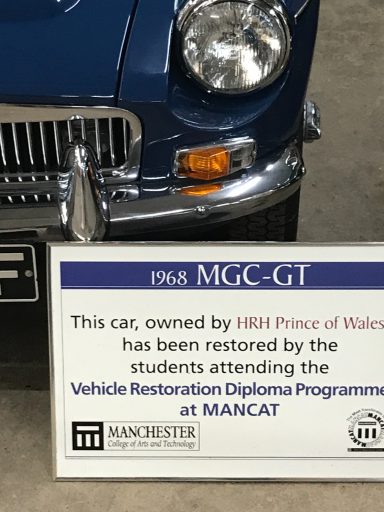 1968 MGC-GT
This car, owned by HRH Prince of Wales
has been restored by the
students attending the
Vehicle Restoration Diploma Programme
at MANCAT
MANCHESTER
College of Arts and Technology
MANCAT
F